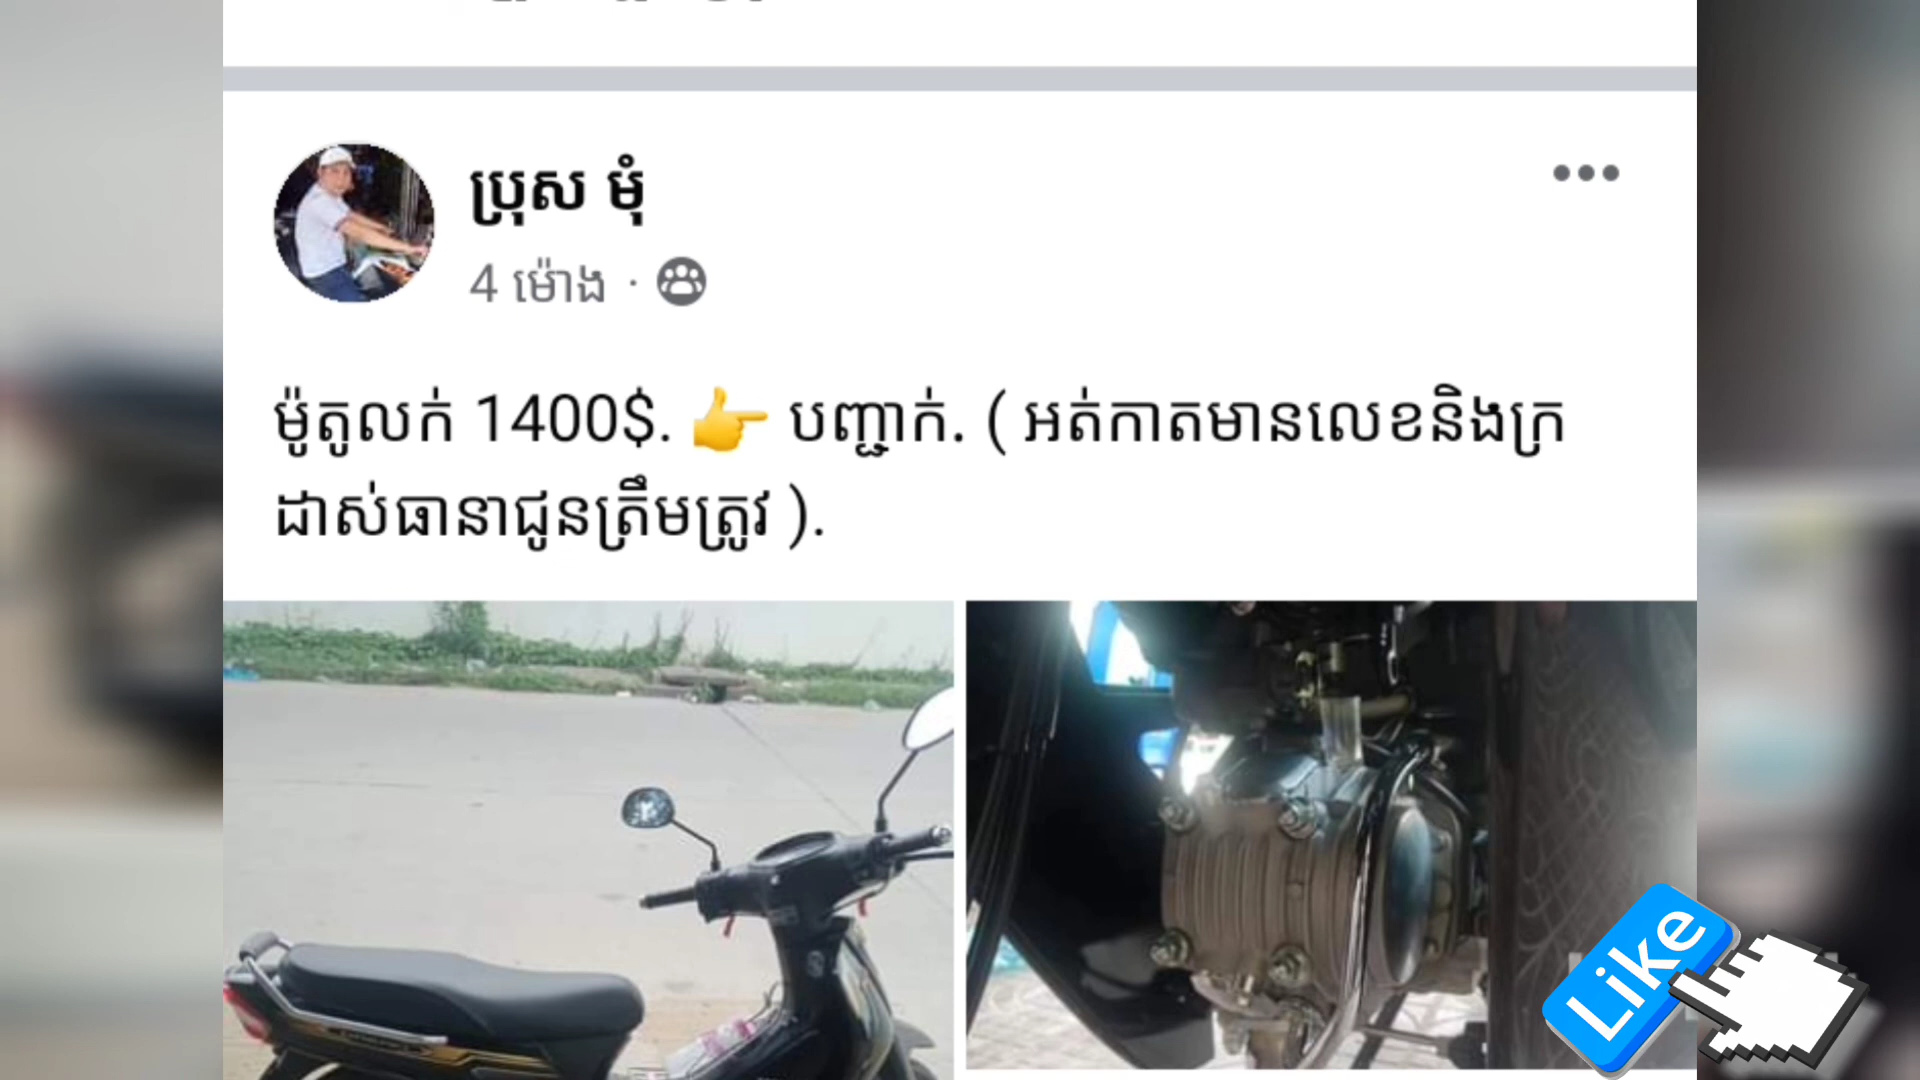 ប្រុស មុំ
4 ម៉ោង ·
ម៉ូតូលក់ 1400$. 👉 បញ្ជាក់. ( អត់កាតមានលេខនិងក្រ
ដាស់ធានាជូនត្រឹមត្រូវ ).
Like